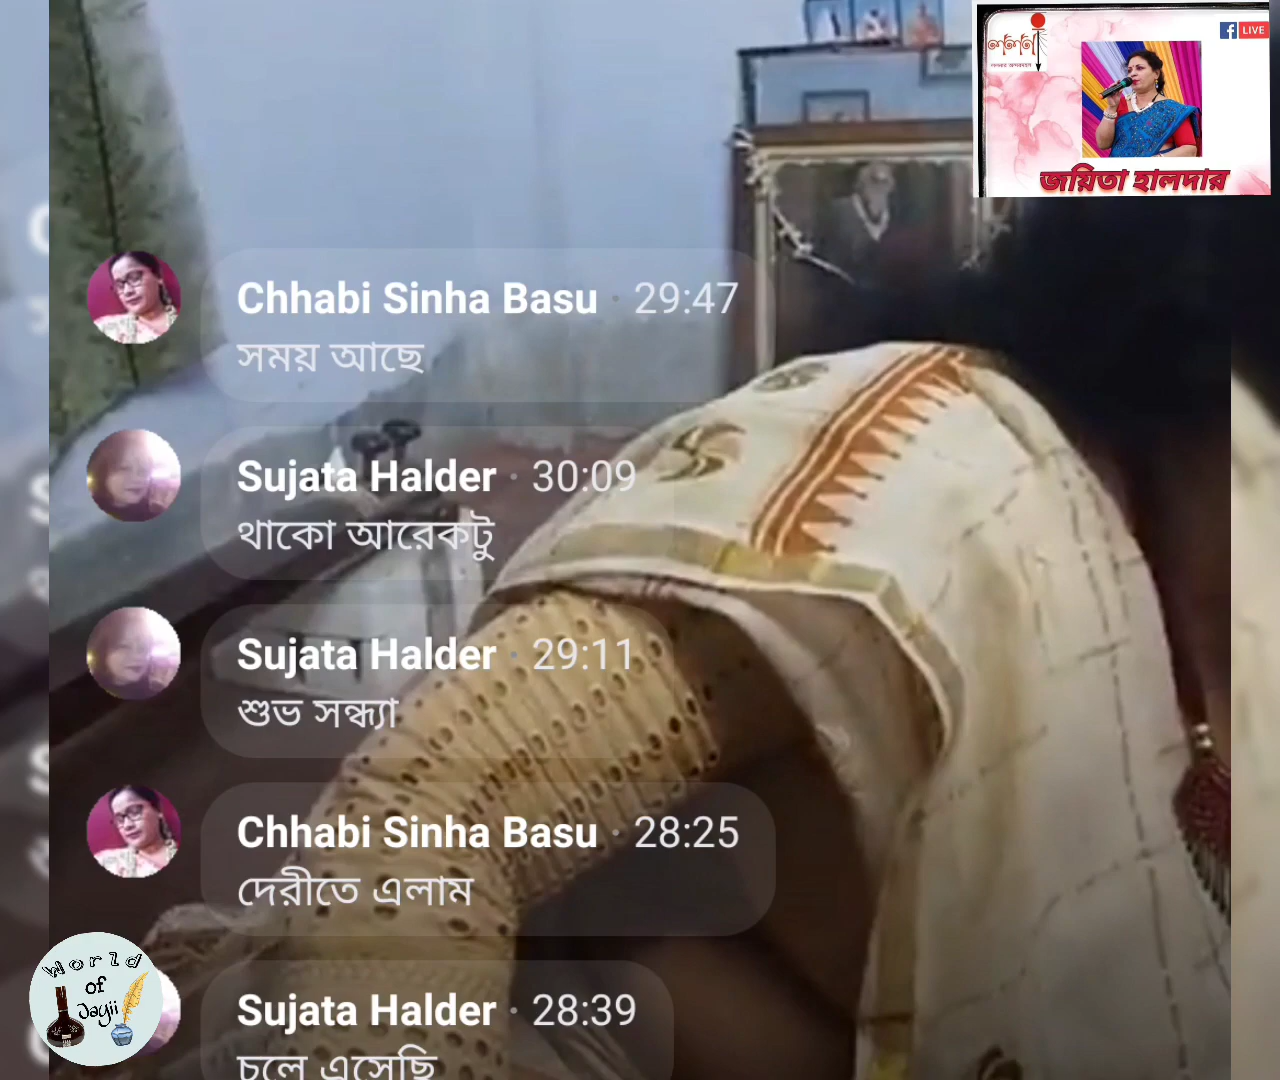 LIVE
জয়িতা হালদার
Chhabi Sinha Basu · 29:47
সময় আছে
Sujata Halder · 30:09
থাকো আরেকটু
Sujata Halder · 29:11
শুভ সন্ধ্যা
Chhabi Sinha Basu · 28:25
দেরীতে এলাম
Sujata Halder · 28:39
চলে এসেছি
World
of
Jayii